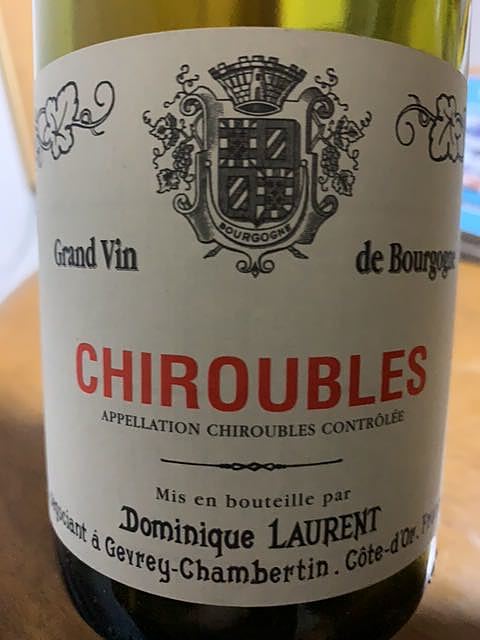 BOURGOGNE
Grand Vin de Bourgogne
CHIROUBLES
APPELLATION CHIROUBLES CONTRÔLÉE
Mis en bouteille par
Dominique LAURENT
à Gevrey-Chambertin. Côte-d'Or.